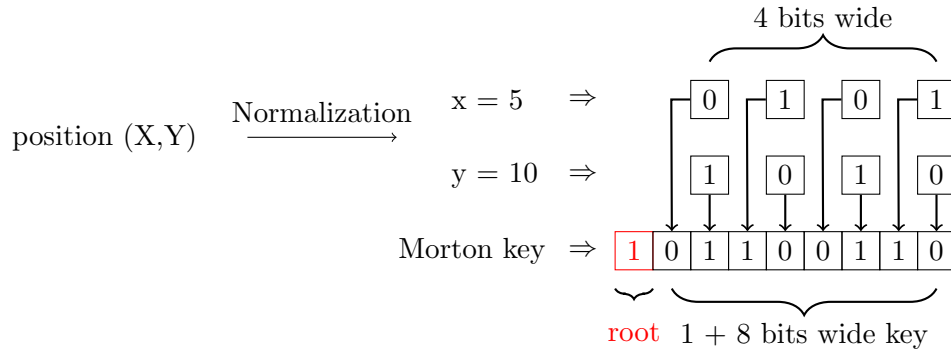 4 bits wide
x = 5 ⇒ 0 1 0 1
position (X,Y) Normalization
y = 10 ⇒ 1 0 1 0
Morton key ⇒ 1 0 1 1 0 0 1 1 0
root 1 + 8 bits wide key